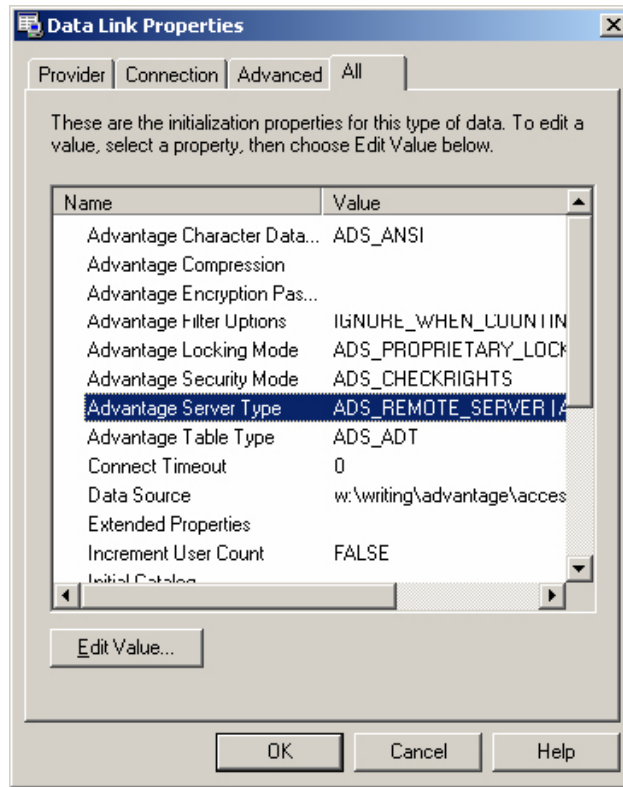 Data Link Properties
Provider Connection Advanced All
These are the initialization properties for this type of data. To edit a
value, select a property, then choose Edit Value below.
Name Value
Advantage Character Data... ADS_ANSI
Advantage Compression
Advantage Encryption Pas...
Advantage Filter Options IGNORE_WHEN_COUNTIN
Advantage Locking Mode ADS_PROPRIETARY_LOCK
Advantage Security Mode ADS_CHECKRIGHTS
Advantage Server Type ADS_REMOTE_SERVER | A
Advantage Table Type ADS_ADT
Connect Timeout 0
Data Source w:\writing\advantage\acces
Extended Properties
Increment User Count FALSE
Initial Catalog
Edit Value...
OK Cancel Help